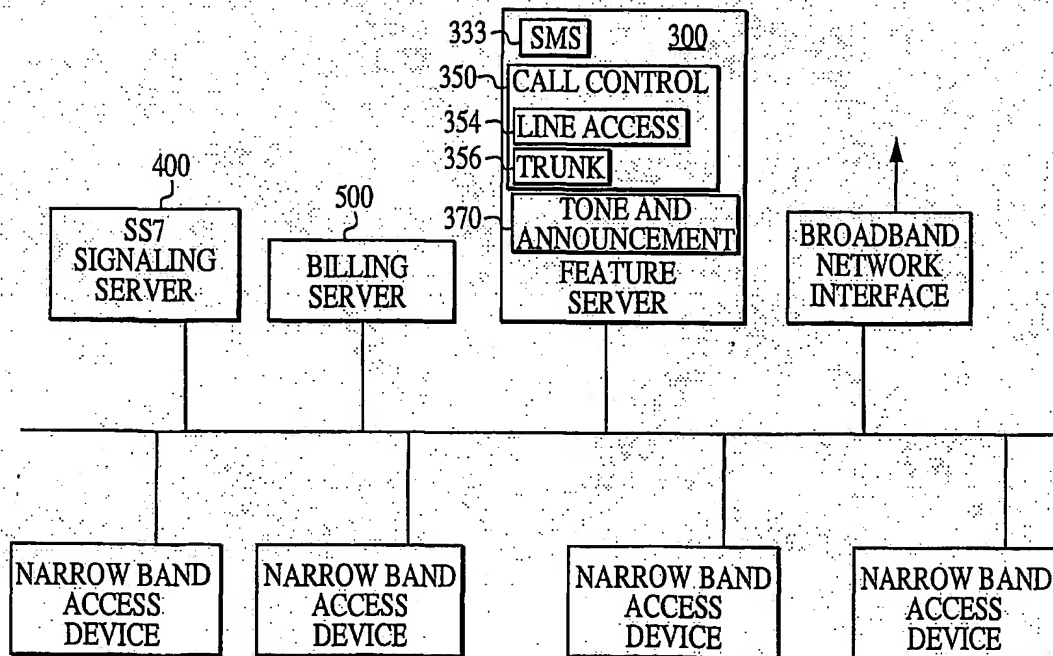 333
SMS
300
350
CALL CONTROL
354
LINE ACCESS
356
TRUNK
370
TONE AND
ANNOUNCEMENT
FEATURE
SERVER
400
SS7
SIGNALING
SERVER
500
BILLING
SERVER
BROADBAND
NETWORK
INTERFACE
NARROW BAND
ACCESS
DEVICE
NARROW BAND
ACCESS
DEVICE
NARROW BAND
ACCESS
DEVICE
NARROW BAND
ACCESS
DEVICE